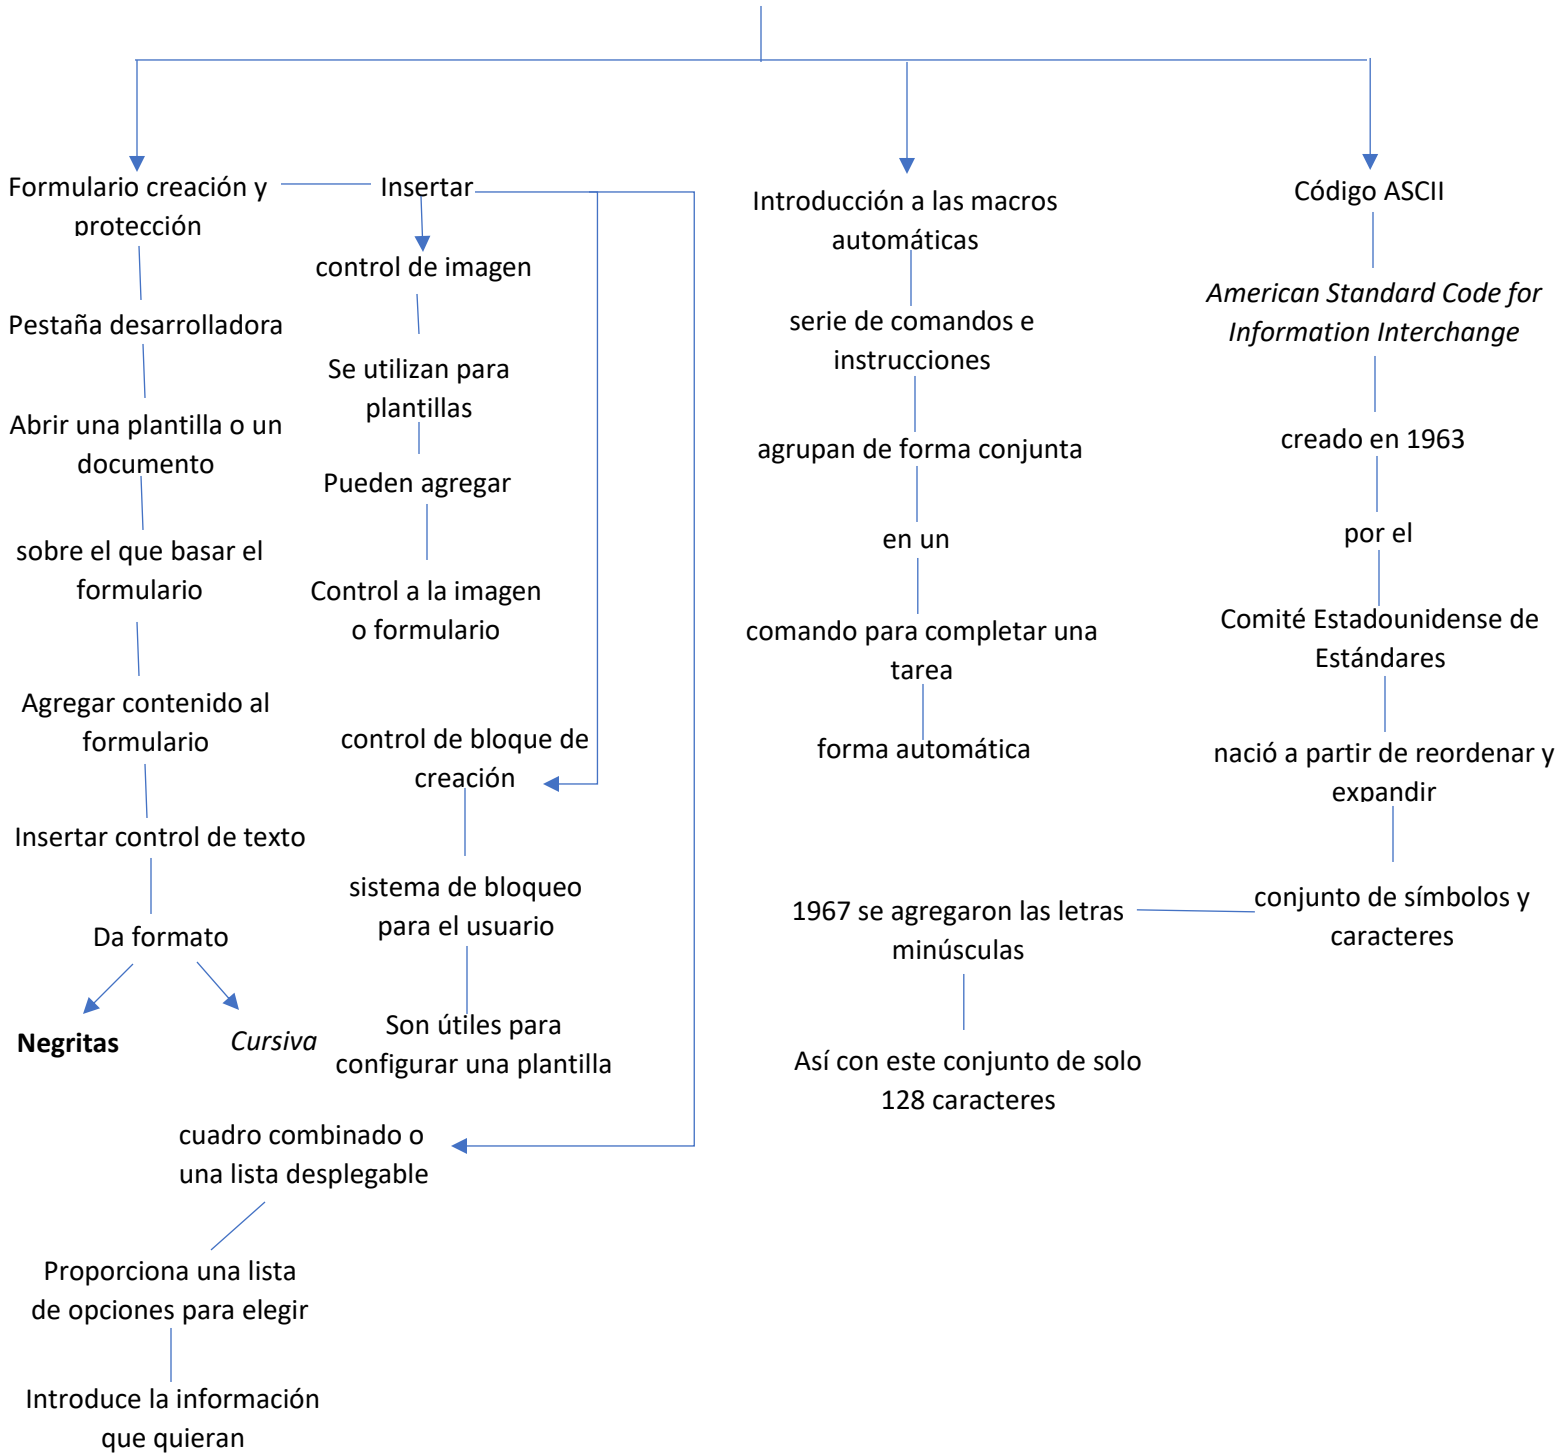 Formulario creación y
protección
Pestaña desarrolladora
Abrir una plantilla o un
documento
sobre el que basar el
formulario
Agregar contenido al
formulario
Insertar control de texto
Da formato
Negritas
Cursiva
Insertar
control de imagen
Se utilizan para
plantillas
Pueden agregar
Control a la imagen
o formulario
control de bloque de
creación
sistema de bloqueo
para el usuario
Son útiles para
configurar una plantilla
cuadro combinado o
una lista desplegable
Proporciona una lista
de opciones para elegir
Introduce la información
que quieran
Introducción a las macros
automáticas
serie de comandos e
instrucciones
agrupan de forma conjunta
en un
comando para completar una
tarea
forma automática
Código ASCII
American Standard Code for
Information Interchange
creado en 1963
por el
Comité Estadounidense de
Estándares
nació a partir de reordenar y
expandir
conjunto de símbolos y
caracteres
1967 se agregaron las letras
minúsculas
Así con este conjunto de solo
128 caracteres